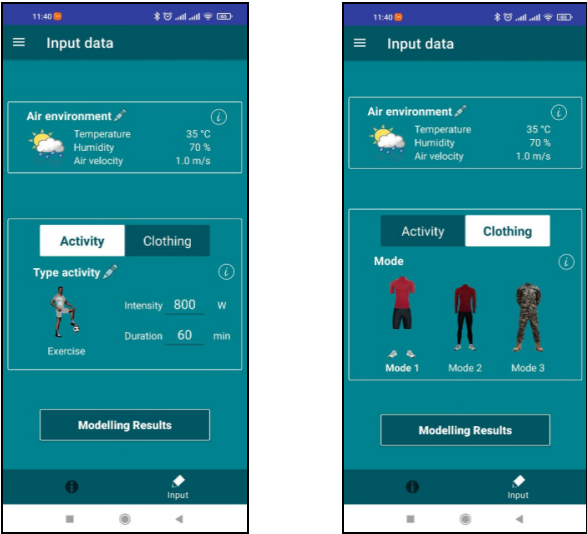 11:40
Input data
Air environment
Temperature 35 °C
Humidity 70 %
Air velocity 1.0 m/s
Activity Clothing
Type activity
Intensity 800 W
Duration 60 min
Exercise
Modelling Results
Input
11:40
Input data
Air environment
Temperature 35 °C
Humidity 70 %
Air velocity 1.0 m/s
Activity Clothing
Mode
Mode 1 Mode 2 Mode 3
Modelling Results
Input